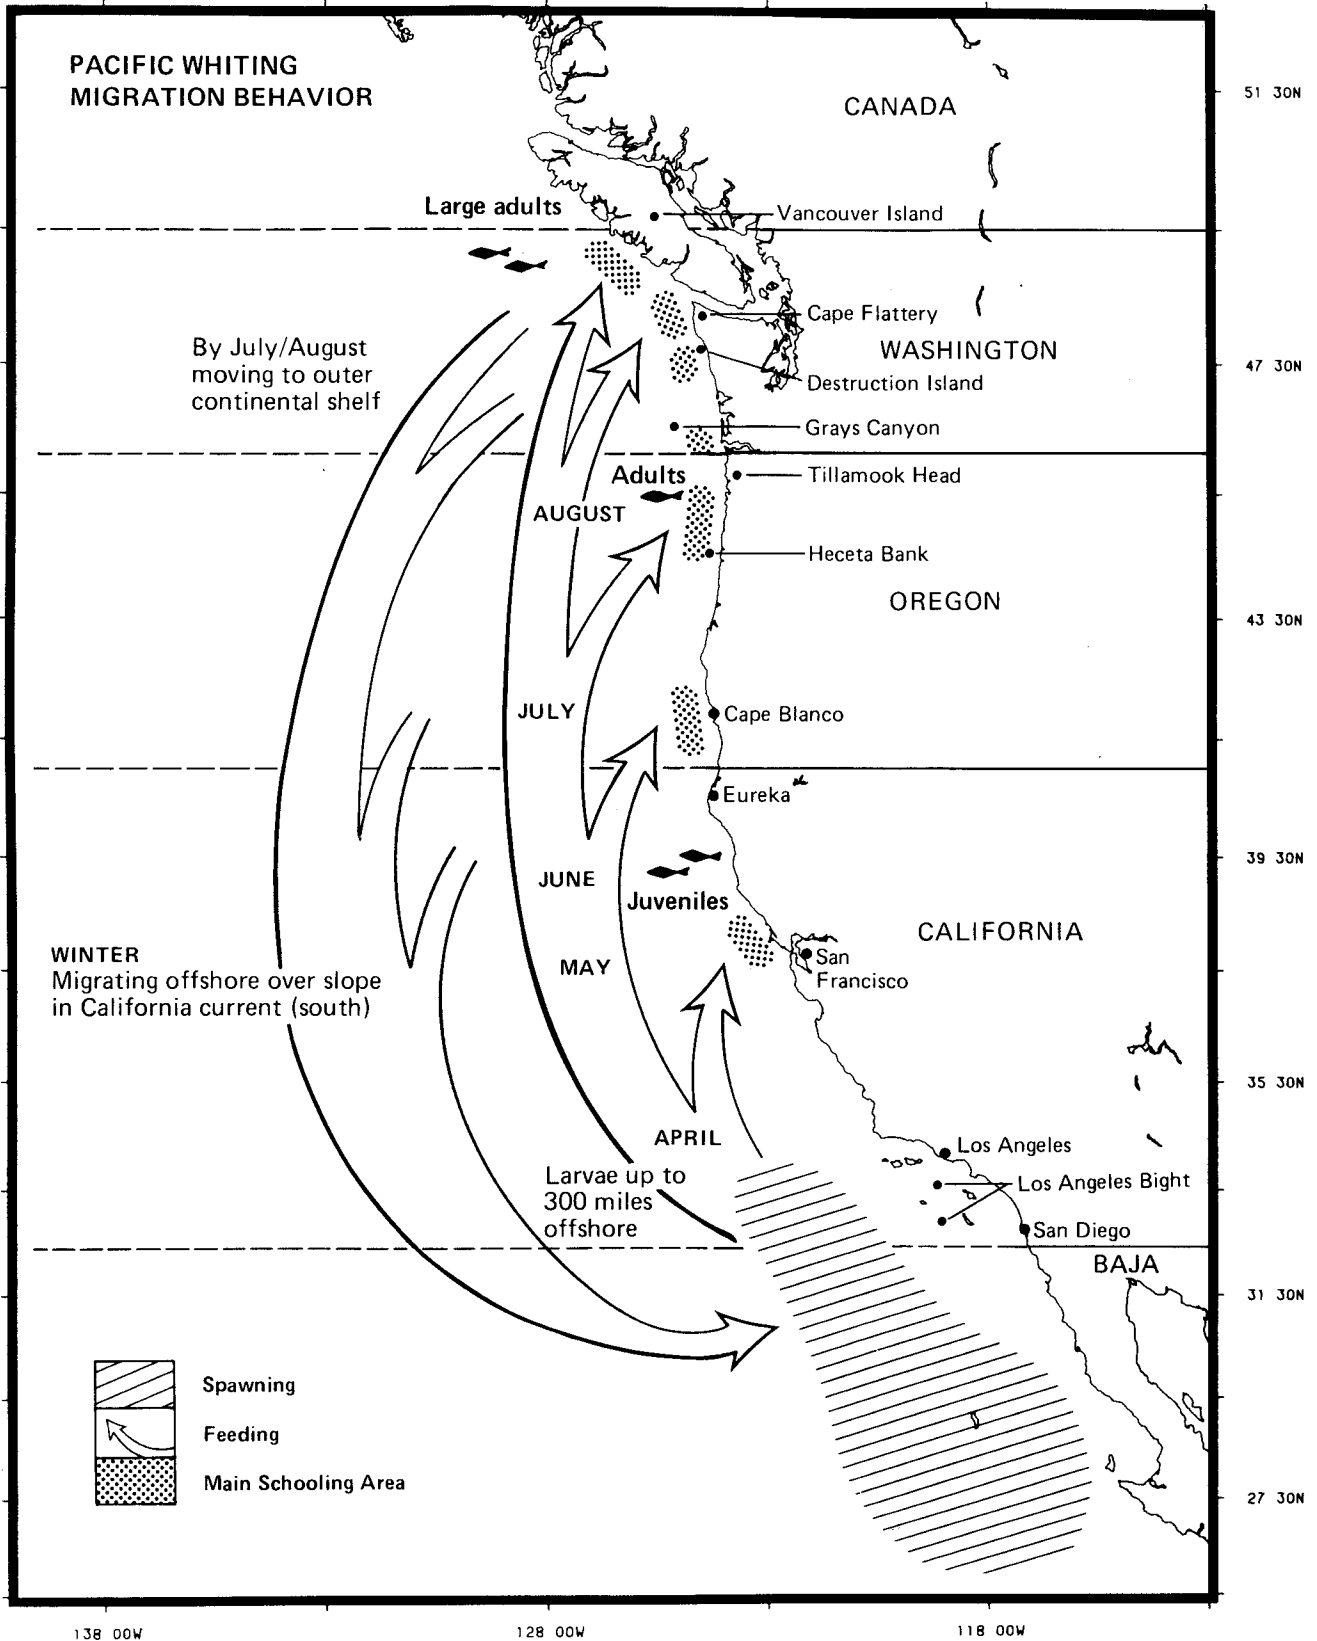 PACIFIC WHITING
MIGRATION BEHAVIOR
51 30N
CANADA
Large adults
Vancouver Island
Cape Flattery
By July/August
moving to outer
continental shelf
WASHINGTON
47 30N
Destruction Island
Grays Canyon
Adults
Tillamook Head
AUGUST
Heceta Bank
OREGON
43 30N
JULY
Cape Blanco
Eureka
39 30N
JUNE
Juveniles
CALIFORNIA
WINTER
Migrating offshore over slope
in California current (south)
MAY
San
Francisco
35 30N
APRIL
Los Angeles
Larvae up to
300 miles
offshore
Los Angeles Bight
San Diego
BAJA
31 30N
Spawning
Feeding
Main Schooling Area
27 30N
138 00W
128 00W
118 00W